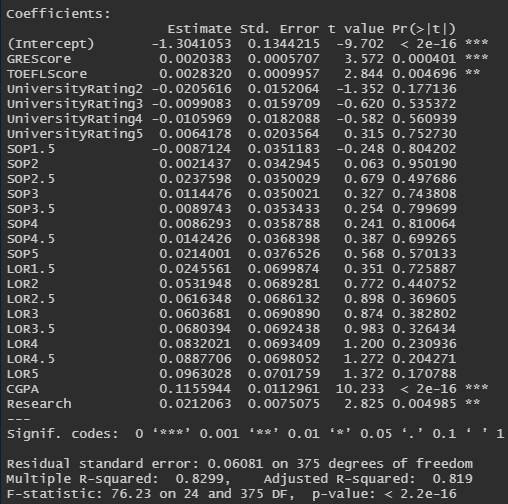 Coefficients:
Estimate Std. Error t value Pr(>|t|)
(Intercept) -1.3041053 0.1344215 -9.702 < 2e-16 ***
GREScore 0.0020383 0.0005707 3.572 0.000401 ***
TOEFLScore 0.0028320 0.0009957 2.844 0.004696 **
UniversityRating2 -0.0205616 0.0152064 -1.352 0.177136
UniversityRating3 -0.0099083 0.0159709 -0.620 0.535372
UniversityRating4 -0.0105969 0.0182088 -0.582 0.560939
UniversityRating5 0.0064178 0.0203564 0.315 0.752730
SOP1.5 -0.0087124 0.0351183 -0.248 0.804202
SOP2 0.0021437 0.0342945 0.063 0.950190
SOP2.5 0.0237598 0.0350029 0.679 0.497686
SOP3 0.0114476 0.0350021 0.327 0.743808
SOP3.5 0.0089743 0.0353433 0.254 0.799699
SOP4 0.0086293 0.0358788 0.241 0.810064
SOP4.5 0.0142426 0.0368398 0.387 0.699265
SOP5 0.0214001 0.0376526 0.568 0.570133
LOR1.5 0.0245561 0.0699874 0.351 0.725887
LOR2 0.0531948 0.0689281 0.772 0.440752
LOR2.5 0.0616348 0.0686132 0.898 0.369605
LOR3 0.0603681 0.0690890 0.874 0.382802
LOR3.5 0.0680394 0.0692438 0.983 0.326434
LOR4 0.0832021 0.0693409 1.200 0.230936
LOR4.5 0.0887706 0.0698052 1.272 0.204271
LOR5 0.0963028 0.0701759 1.372 0.170788
CGPA 0.1155944 0.0112961 10.233 < 2e-16 ***
Research 0.0212063 0.0075075 2.825 0.004985 **
---
Signif. codes: 0 ‘***’ 0.001 ‘**’ 0.01 ‘*’ 0.05 ‘.’ 0.1 ‘ ’ 1
Residual standard error: 0.06081 on 375 degrees of freedom
Multiple R-squared: 0.8299, Adjusted R-squared: 0.819
F-statistic: 76.23 on 24 and 375 DF, p-value: < 2.2e-16